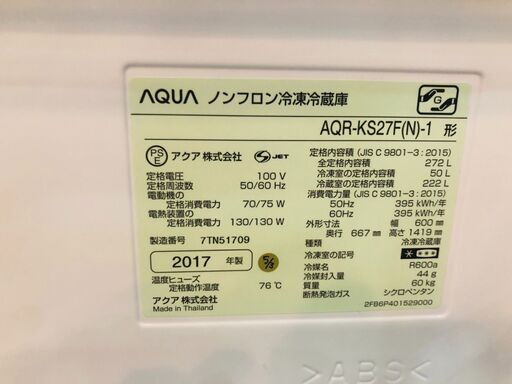 AQUA ノンフロン冷凍冷蔵庫
G
AQR-KS27F(N)-1 形
PS E アクア 株式会社 S JET
定格電圧 100 V
定格周波数 50/60 Hz
電動機の
定格消費電力 70/75 W
電熱装置の
定格消費電力 130/130 W
製造番号 7TN51709
2017 年製
温度ヒューズ
定格動作温度 76 ℃
アクア 株式会社
Made in Thailand
定格内容積 (JIS C 9801-3 : 2015)
全定格内容積 272 L
冷凍室の定格内容積 50 L
冷蔵室の定格内容積 222 L
消費電力量 (JIS C 9801-3 : 2015)
50Hz 395 kWh/年
60Hz 395 kWh/年
外形寸法 幅 600 mm
奥行 667 mm 高さ 1419 mm
種類 冷凍冷蔵庫
冷凍室の記号
冷媒名 R600a
冷媒封入量 44 g
質量 60 kg
断熱発泡ガス シクロペンタン
2FB6P401529000
>ABS<